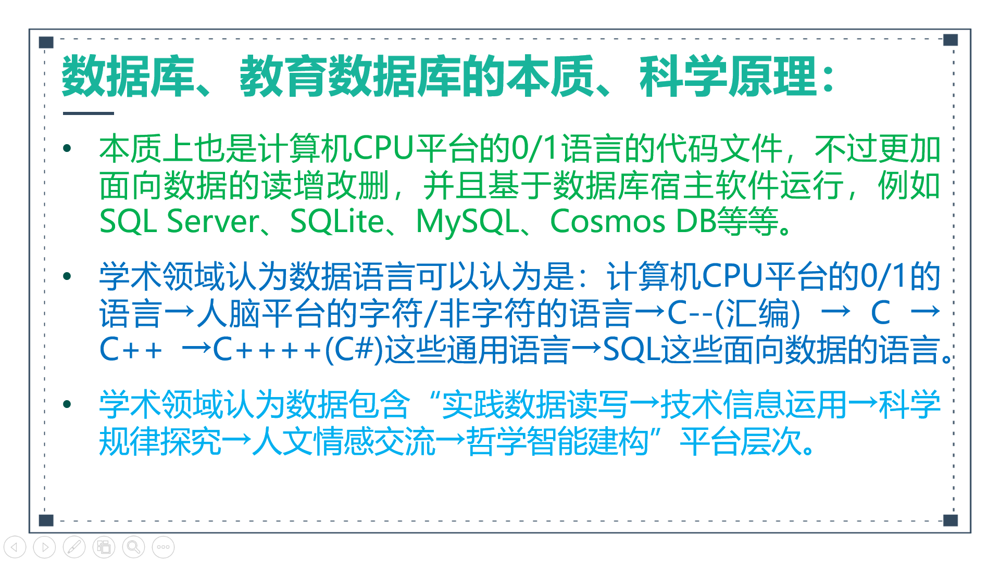 数据库、教育数据库的本质、科学原理：
• 本质上也是计算机CPU平台的0/1语言的代码文件，不过更加
面向数据的读增改删，并且基于数据库宿主软件运行，例如
SQL Server、SQLite、MySQL、Cosmos DB等等。
• 学术领域认为数据语言可以认为是：计算机CPU平台的0/1的
语言→人脑平台的字符/非字符的语言→C--(汇编) → C →
C++ →C++++(C#)这些通用语言→SQL这些面向数据的语言。
• 学术领域认为数据包含“实践数据读写→技术信息运用→科学
规律探究→人文情感交流→哲学智能建构”平台层次。